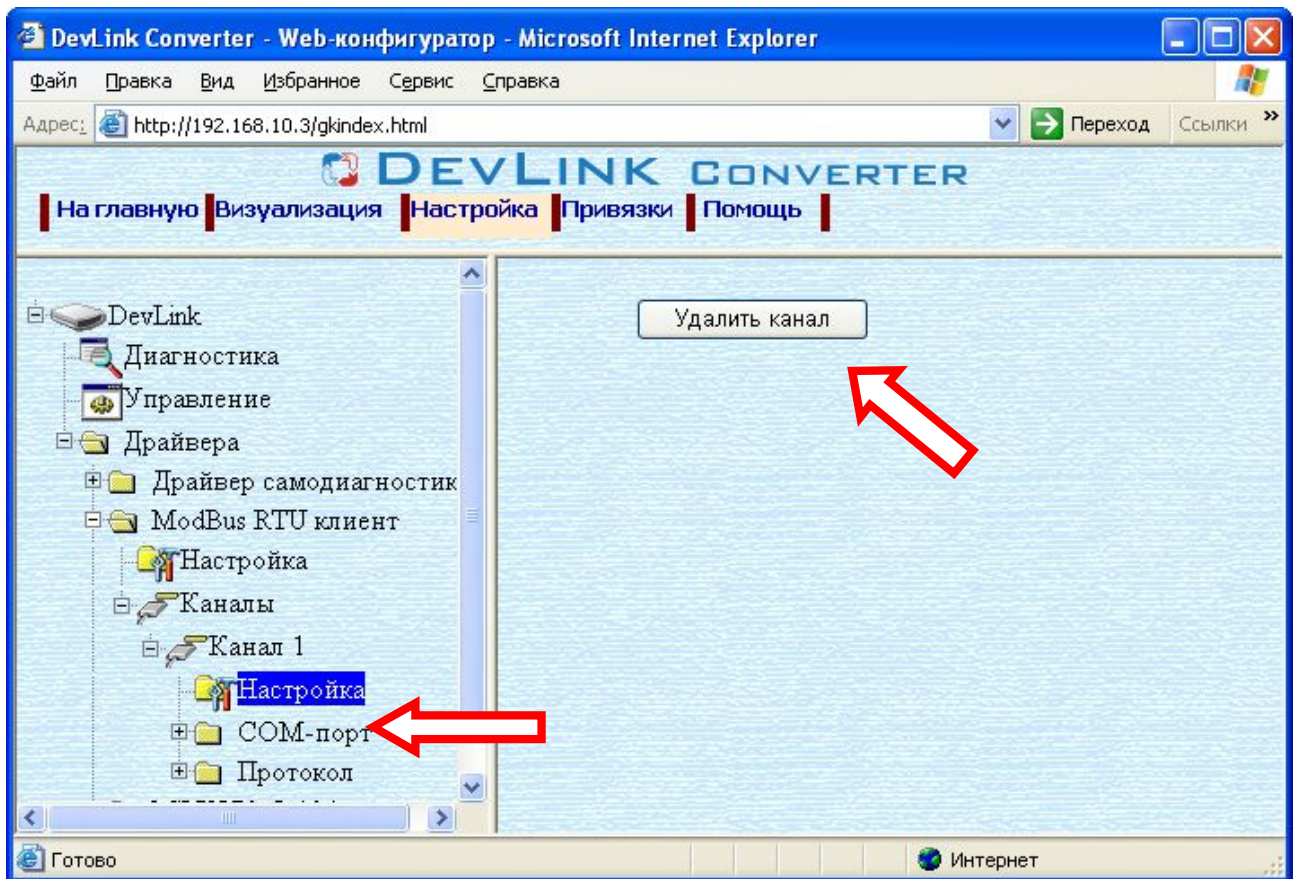 DevLink Converter - Web-конфигуратор - Microsoft Internet Explorer
Файл Правка Вид Избранное Сервис Справка
Адрес: http://192.168.10.3/gkindex.html Переход Ссылки »
DEVLINK CONVERTER
На главную Визуализация Настройка Привязки Помощь
Удалить канал
DevLink
Диагностика
Управление
Драйвера
Драйвер самодиагностик
ModBus RTU клиент
Настройка
Каналы
Канал 1
Настройка
COM-порт
Протокол
Готово Интернет